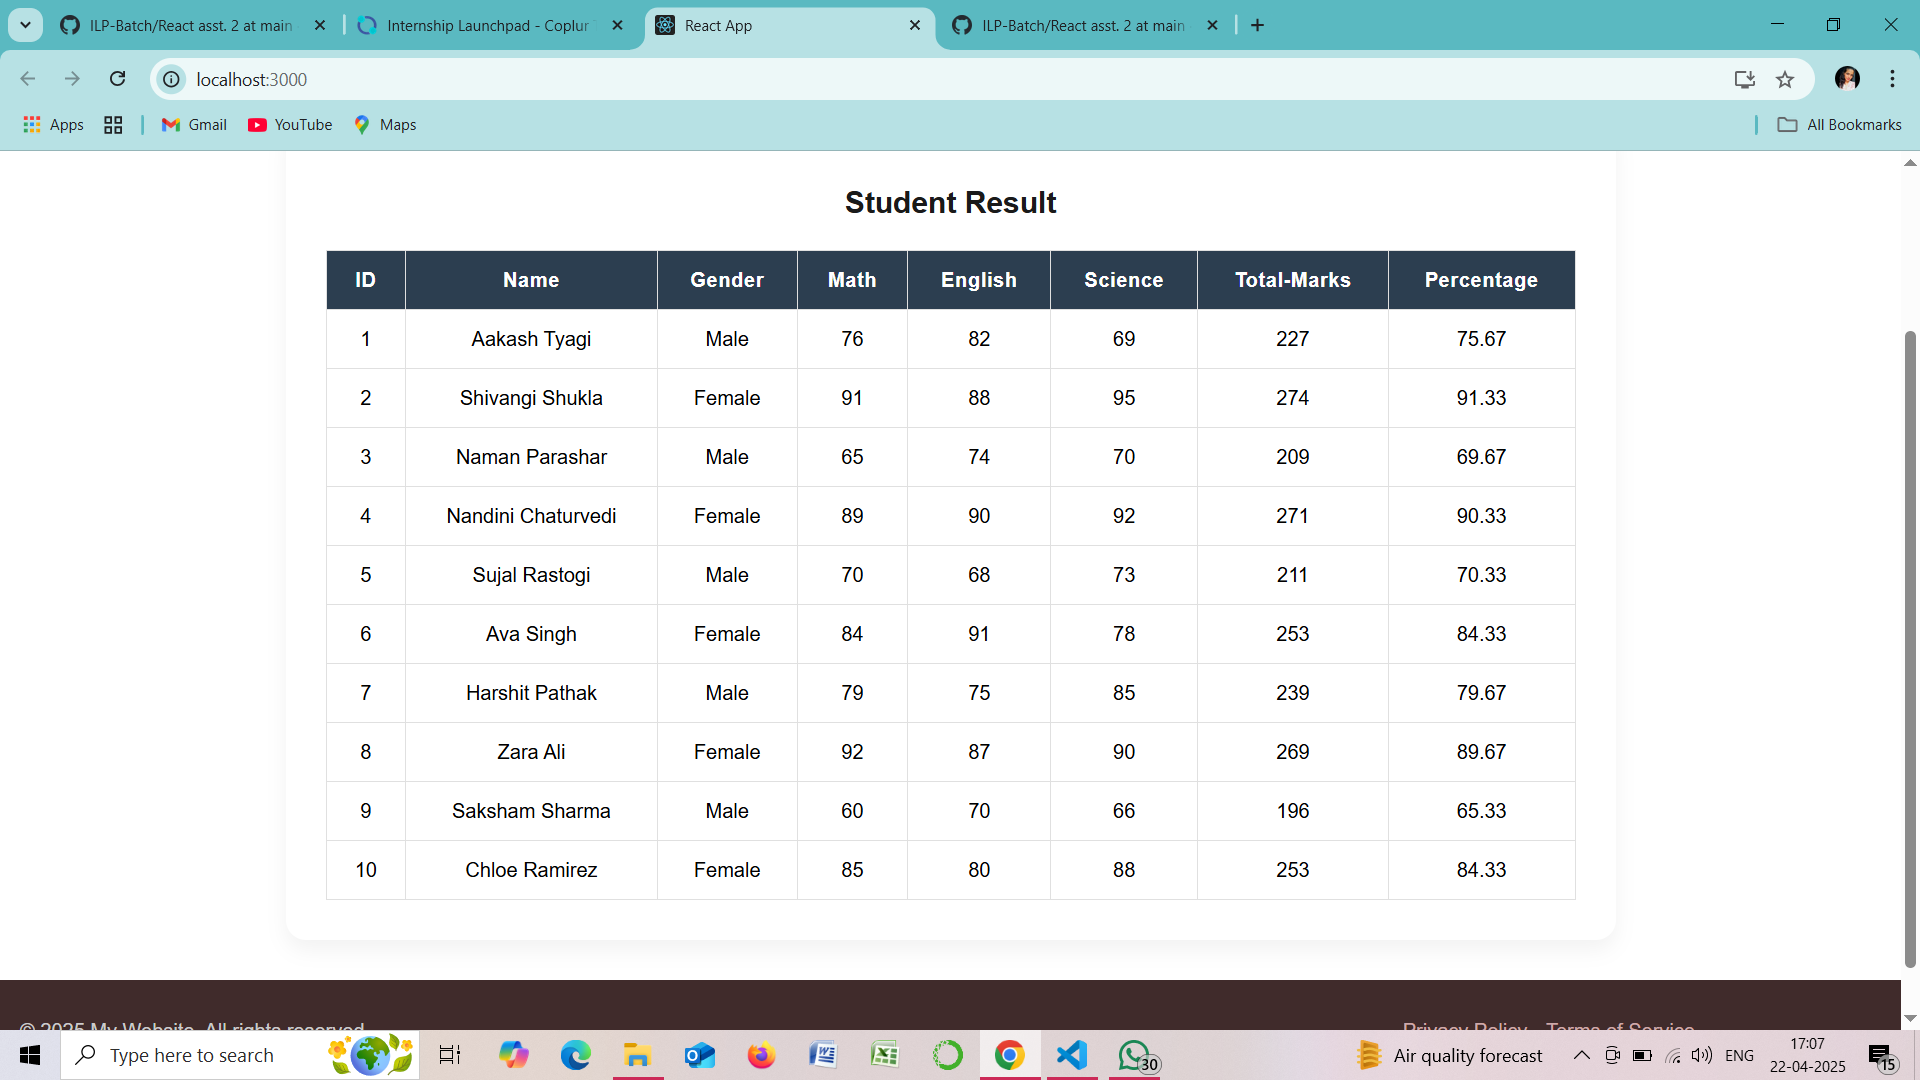 ILP-Batch/React asst. 2 at main
Internship Launchpad - Coplur
React App
ILP-Batch/React asst. 2 at main
localhost:3000
Apps
Gmail
YouTube
Maps
All Bookmarks
Student Result
ID Name Gender Math English Science Total-Marks Percentage
1 Aakash Tyagi Male 76 82 69 227 75.67
2 Shivangi Shukla Female 91 88 95 274 91.33
3 Naman Parashar Male 65 74 70 209 69.67
4 Nandini Chaturvedi Female 89 90 92 271 90.33
5 Sujal Rastogi Male 70 68 73 211 70.33
6 Ava Singh Female 84 91 78 253 84.33
7 Harshit Pathak Male 79 75 85 239 79.67
8 Zara Ali Female 92 87 90 269 89.67
9 Saksham Sharma Male 60 70 66 196 65.33
10 Chloe Ramirez Female 85 80 88 253 84.33
© 2025 My Website. All rights reserved.
Privacy Policy Terms of Service
Type here to search
30
Air quality forecast
ENG
17:07
22-04-2025
15